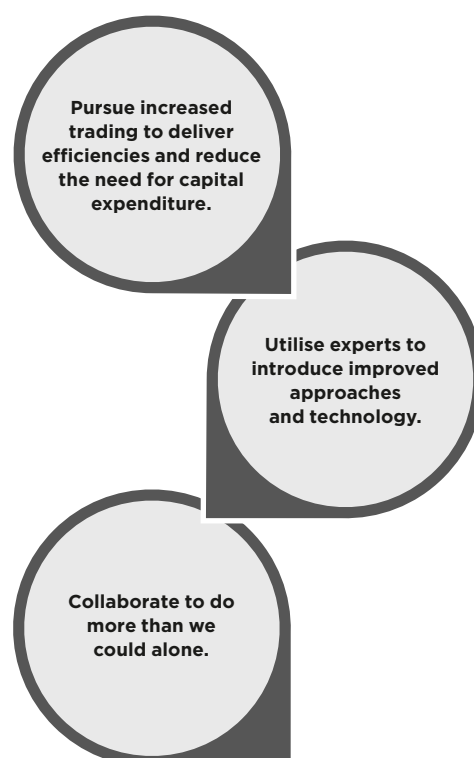 Pursue increased
trading to deliver
efficiencies and reduce
the need for capital
expenditure.
Utilise experts to
introduce improved
approaches
and technology.
Collaborate to do
more than we
could alone.